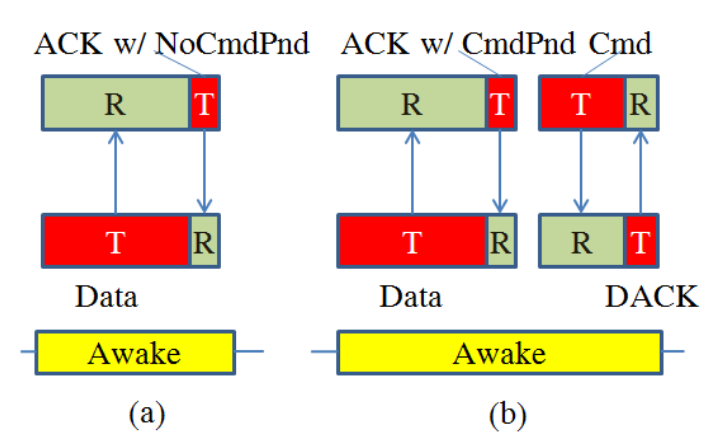 ACK w/ NoCmdPnd ACK w/ CmdPnd Cmd
R T R T T R
T R T R R T
Data Data DACK
Awake Awake
(a) (b)